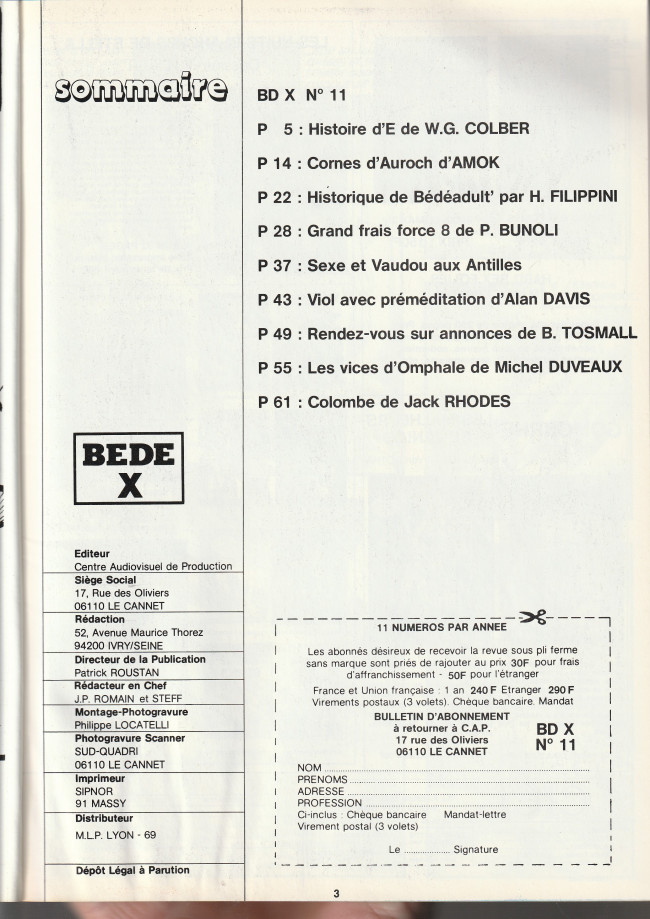 sommaire
BD X N° 11
P 5 : Histoire d'E de W.G. COLBER
P 14 : Cornes d'Auroch d'AMOK
P 22 : Historique de Bédéadult' par H. FILIPPINI
P 28 : Grand frais force 8 de P. BUNOLI
P 37 : Sexe et Vaudou aux Antilles
P 43 : Viol avec préméditation d'Alan DAVIS
P 49 : Rendez-vous sur annonces de B. TOSMALL
P 55 : Les vices d'Omphale de Michel DUVEAUX
P 61 : Colombe de Jack RHODES
BEDE
X
Editeur
Centre Audiovisuel de Production
Siège Social
17, Rue des Oliviers
06110 LE CANNET
Rédaction
52, Avenue Maurice Thorez
94200 IVRY/SEINE
Directeur de la Publication
Patrick ROUSTAN
Rédacteur en Chef
J.P. ROMAIN et STEFF
Montage-Photogravure
Philippe LOCATELLI
Photogravure Scanner
SUD-QUADRI
06110 LE CANNET
Imprimeur
SIPNOR
91 MASSY
Distributeur
M.L.P. LYON - 69
Dépôt Légal à Parution
11 NUMEROS PAR ANNEE
Les abonnés désireux de recevoir la revue sous pli ferme
sans marque sont priés de rajouter au prix 30F pour frais
d'affranchissement - 50F pour l'étranger
France et Union française : 1 an 240 F Etranger 290 F
Virements postaux (3 volets). Chèque bancaire. Mandat
BULLETIN D'ABONNEMENT
à retourner à C.A.P.
17 rue des Oliviers
06110 LE CANNET
BD X
N° 11
NOM
PRENOMS
ADRESSE
PROFESSION
Ci-inclus : Chèque bancaire Mandat-lettre
Virement postal (3 volets)
Le .................... Signature
3